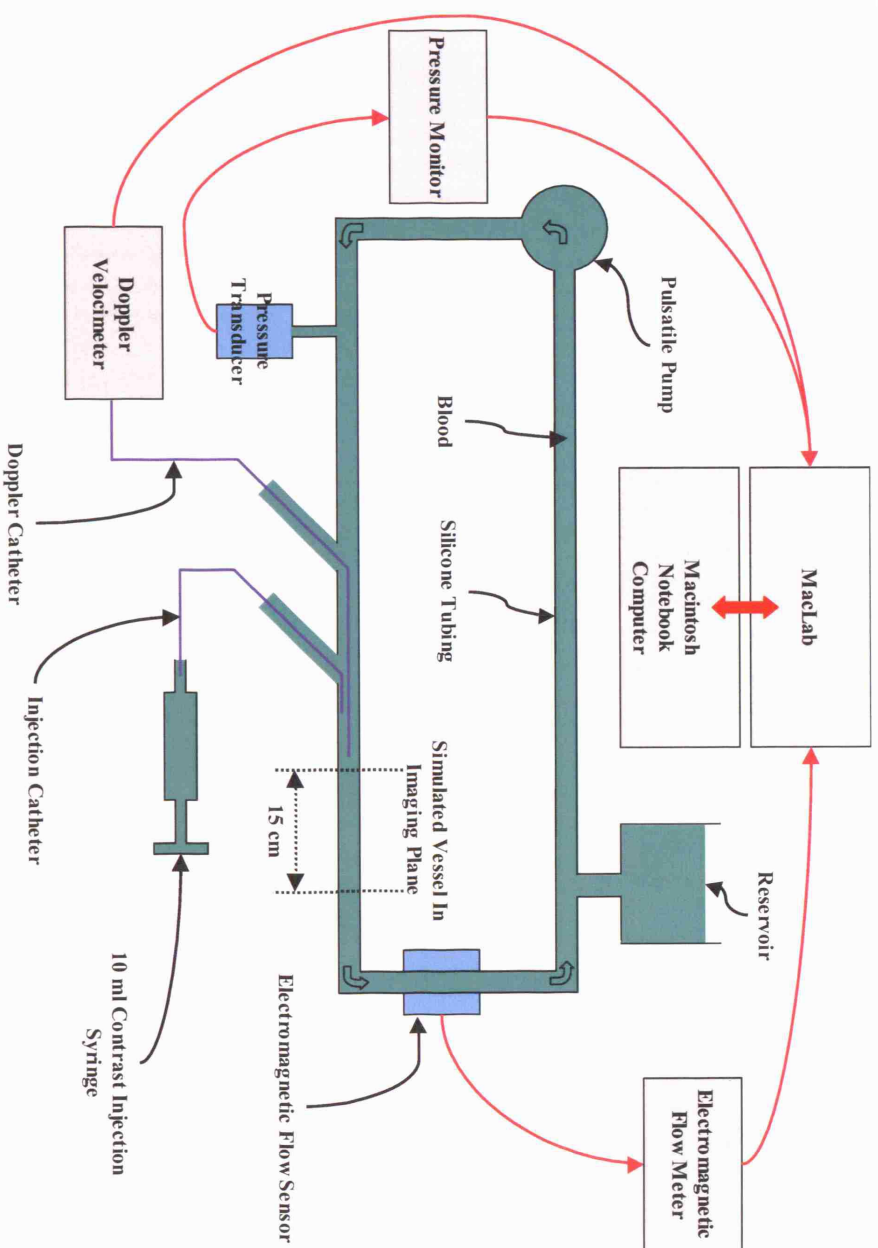 MacLab
Macintosh
Notebook
Computer
Reservoir
Electromagnetic
Flow Meter
Pressure Monitor
Pulsatile Pump
Blood
Silicone Tubing
Simulated Vessel In
Imaging Plane
15 cm
Electromagnetic Flow Sensor
Pressure
Transducer
Doppler
Velocimeter
Doppler Catheter
Injection Catheter
10 ml Contrast Injection
Syringe